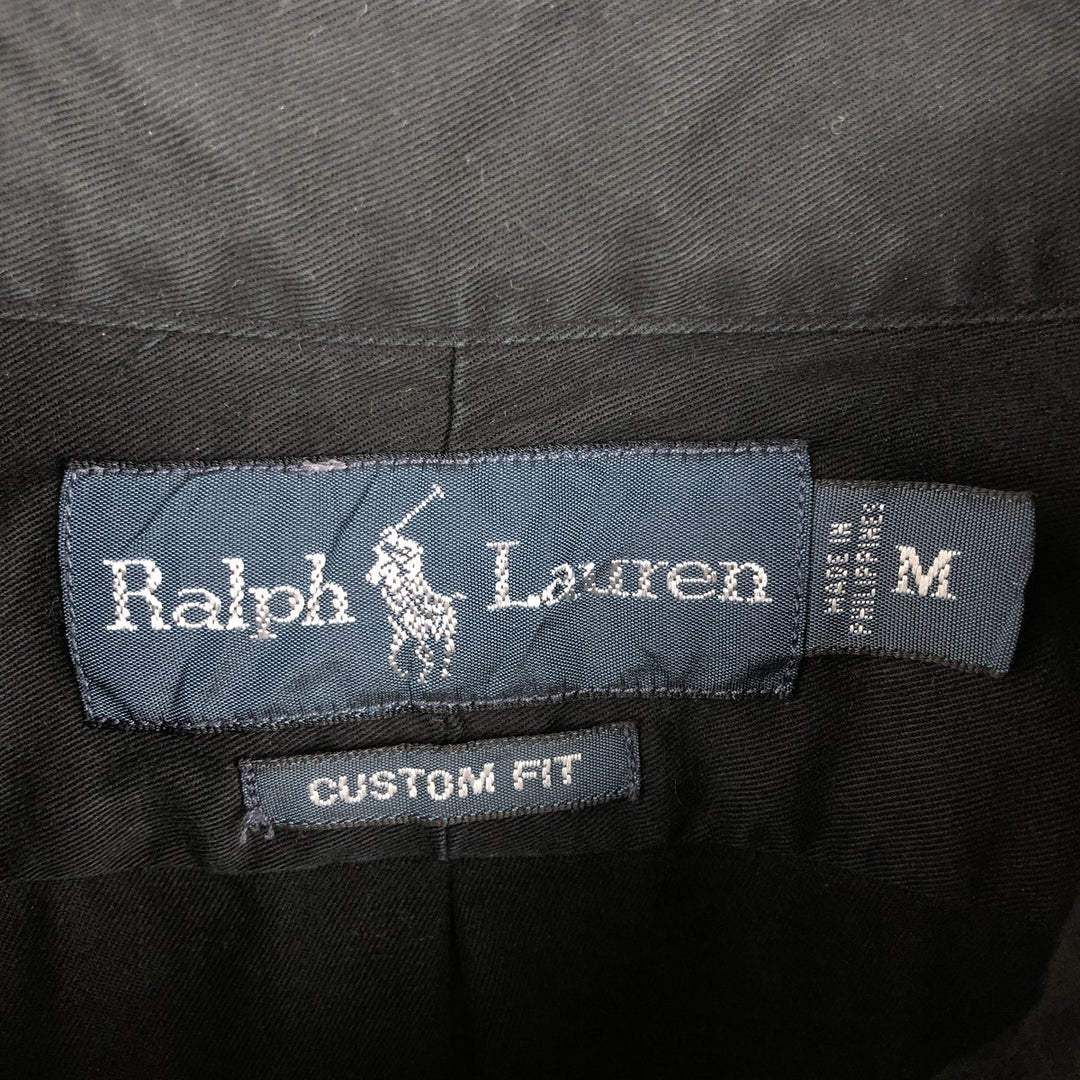 Ralph Lauren
MADE IN
PHILIPPINES
M
CUSTOM FIT